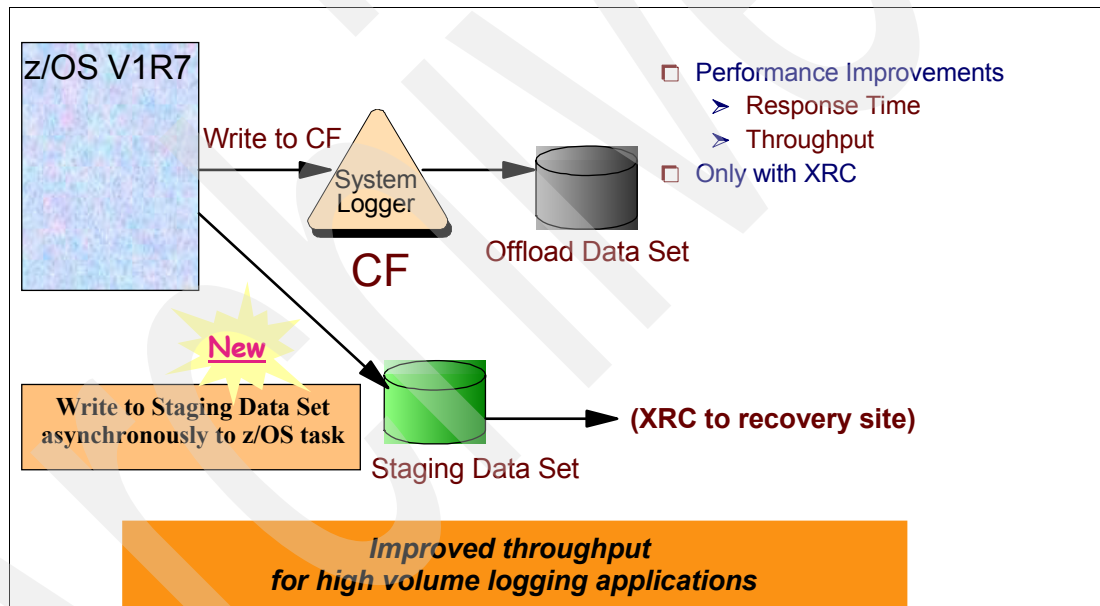 z/OS V1R7
Write to CF
System
Logger
CF
Offload Data Set
Performance Improvements
Response Time
Throughput
Only with XRC
New
Write to Staging Data Set
asynchronously to z/OS task
Staging Data Set
(XRC to recovery site)
Improved throughput
for high volume logging applications